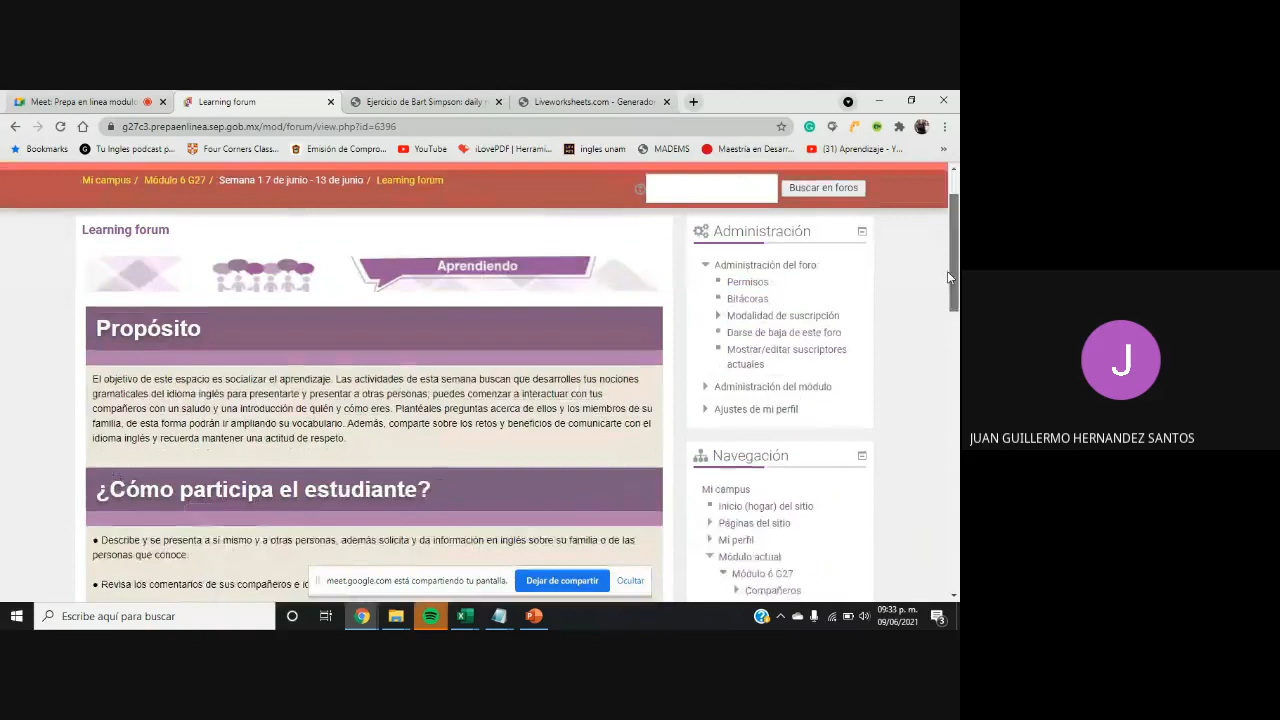 Meet: Prepa en linea modulo
Learning forum
Ejercicio de Bart Simpson: daily r
Liveworksheets.com - Generador
g27c3.prepaenlinea.sep.gob.mx/mod/forum/view.php?id=6396
Bookmarks
Tu Ingles podcast p...
Four Corners Class...
Emisión de Compro...
YouTube
iLovePDF | Herrami...
ingles unam
MADEMS
Maestría en Desarr...
(31) Aprendizaje - Y...
»
Mi campus / Módulo 6 G27 / Semana 1 7 de junio - 13 de junio / Learning forum
Buscar en foros
Learning forum
Aprendiendo
Propósito
El objetivo de este espacio es socializar el aprendizaje. Las actividades de esta semana buscan que desarrolles tus nociones
gramaticales del idioma inglés para presentarte y presentar a otras personas; puedes comenzar a interactuar con tus
compañeros con un saludo y una introducción de quién y cómo eres. Plantéales preguntas acerca de ellos y los miembros de su
familia, de esta forma podrán ir ampliando su vocabulario. Además, comparte sobre los retos y beneficios de comunicarte con el
idioma inglés y recuerda mantener una actitud de respeto.
¿Cómo participa el estudiante?
● Describe y se presenta a sí mismo y a otras personas, además solicita y da información en inglés sobre su familia o de las
personas que conoce.
● Revisa los comentarios de sus compañeros e
Administración
Administración del foro
Permisos
Bitácoras
Modalidad de suscripción
Darse de baja de este foro
Mostrar/editar suscriptores
actuales
Administración del módulo
Ajustes de mi perfil
Navegación
Mi campus
Inicio (hogar) del sitio
Páginas del sitio
Mi perfil
Módulo actual
Módulo 6 G27
Compañeros
meet.google.com está compartiendo tu pantalla.
Dejar de compartir
Ocultar
Escribe aquí para buscar
09:33 p. m.
09/06/2021
3
J
JUAN GUILLERMO HERNANDEZ SANTOS